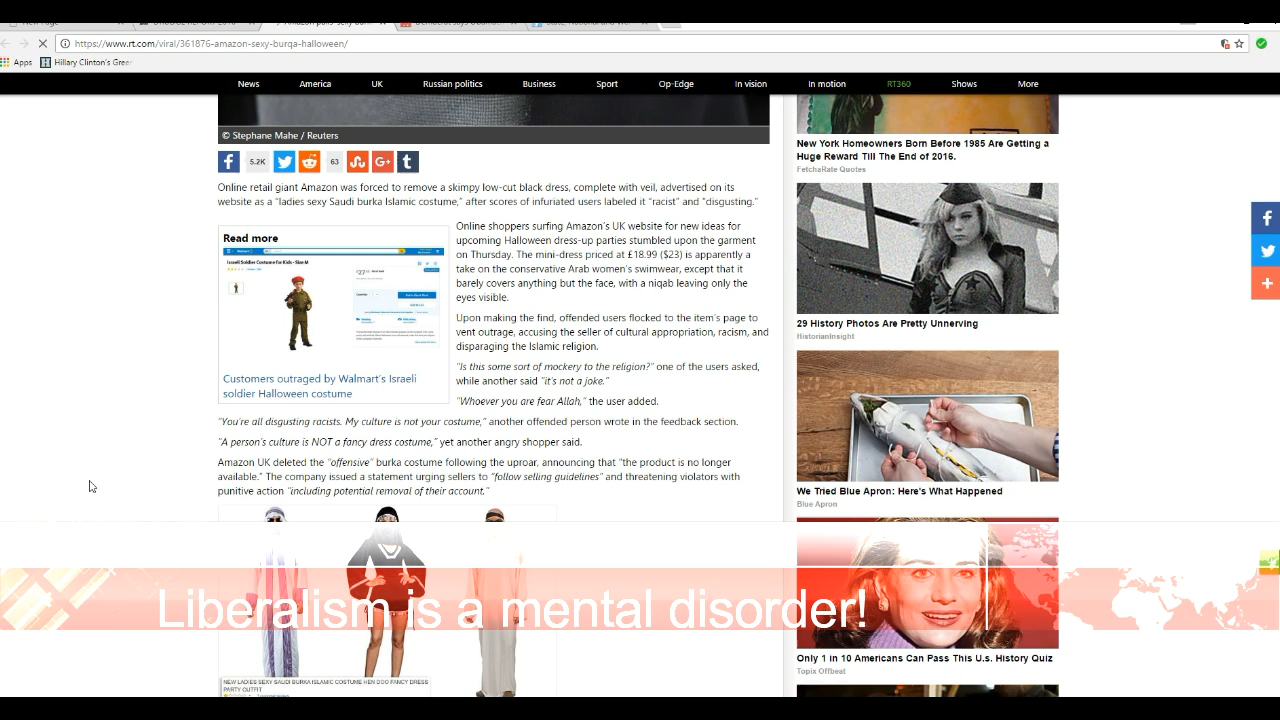 https://www.rt.com/viral/361876-amazon-sexy-burqa-halloween/
Apps
Hillary Clinton's Gree
News
America
UK
Russian politics
Business
Sport
Op-Edge
In vision
In motion
RT360
Shows
More
© Stephane Mahe / Reuters
5.2K
63
Online retail giant Amazon was forced to remove a skimpy low-cut black dress, complete with veil, advertised on its
website as a "ladies sexy Saudi burka Islamic costume," after scores of infuriated users labeled it "racist" and "disgusting."
Read more
Israeli Soldier Costume for Kids - Size M
Customers outraged by Walmart's Israeli
soldier Halloween costume
Online shoppers surfing Amazon's UK website for new ideas for
upcoming Halloween dress-up parties stumbled upon the garment
on Thursday. The mini-dress priced at £18.99 ($23) is apparently a
take on the conservative Arab women's swimwear, except that it
barely covers anything but the face, with a niqab leaving only the
eyes visible.
Upon making the find, offended users flocked to the item's page to
vent outrage, accusing the seller of cultural appropriation, racism, and
disparaging the Islamic religion.
"Is this some sort of mockery to the religion?" one of the users asked,
while another said "it's not a joke."
"Whoever you are fear Allah," the user added.
"You're all disgusting racists. My culture is not your costume," another offended person wrote in the feedback section.
"A person's culture is NOT a fancy dress costume," yet another angry shopper said.
Amazon UK deleted the "offensive" burka costume following the uproar, announcing that "the product is no longer
available." The company issued a statement urging sellers to "follow selling guidelines" and threatening violators with
punitive action "including potential removal of their account."
NEW LADIES SEXY SAUDI BURKA ISLAMIC COSTUME HEN DOO FANCY DRESS
PARTY OUTFIT
New York Homeowners Born Before 1985 Are Getting a
Huge Reward Till The End of 2016.
FetchaRate Quotes
29 History Photos Are Pretty Unnerving
HistorianInsight
We Tried Blue Apron: Here's What Happened
Blue Apron
Only 1 in 10 Americans Can Pass This U.S. History Quiz
Topix Offbeat
Liberalism is a mental disorder!